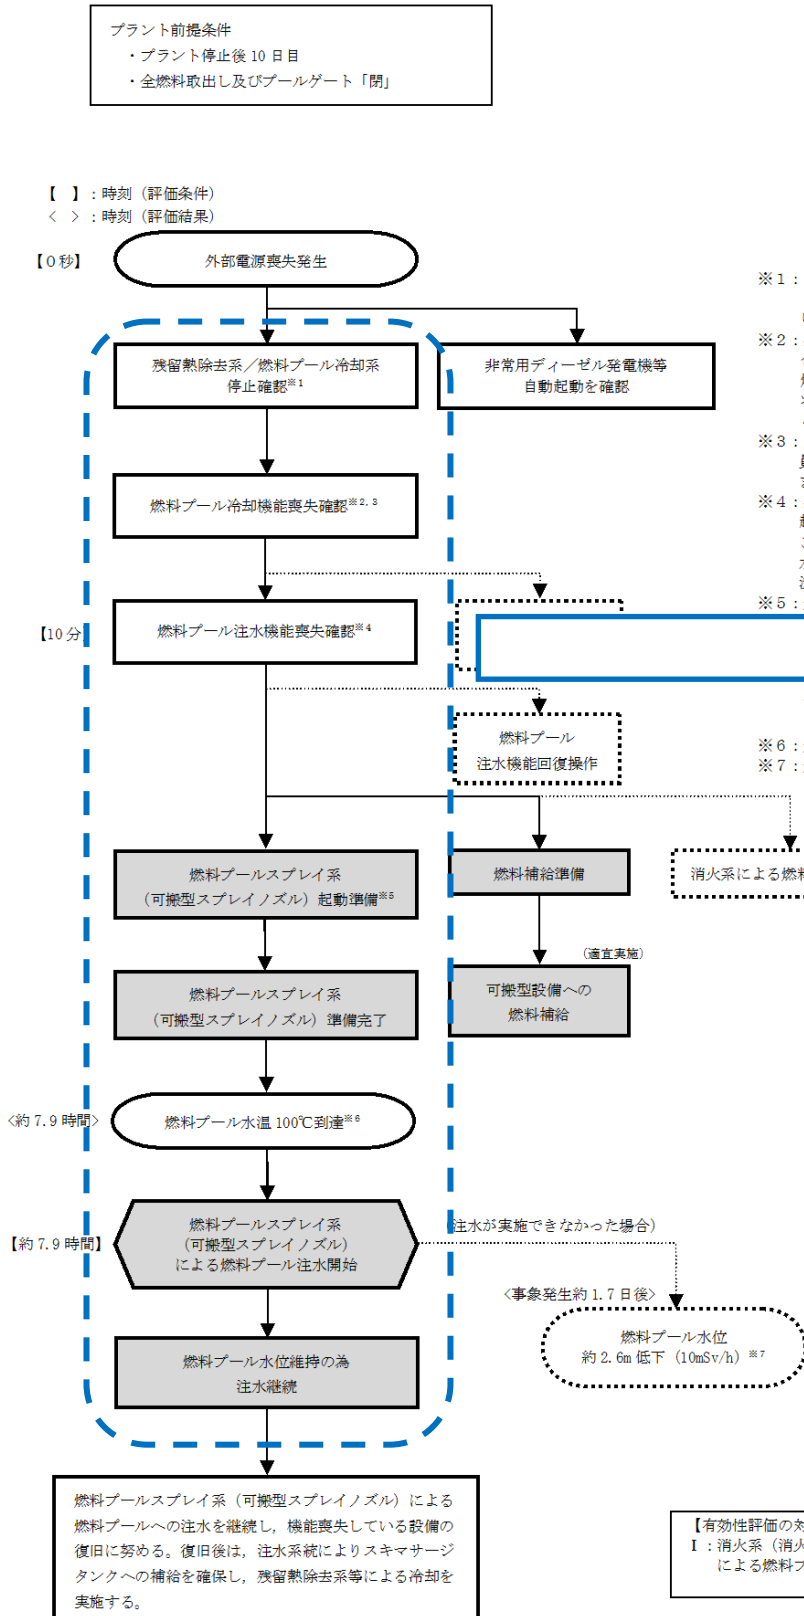 プラント前提条件
・プラント停止後 10 日目
・全燃料取出し及びプールゲート「閉」
【　】：時刻（評価条件）
〈　〉：時刻（評価結果）
【０秒】
外部電源喪失発生
※１：
残留熱除去系／燃料プール冷却系
停止確認※1
非常用ディーゼル発電機等
自動起動を確認
※２：
※３：
燃料プール冷却機能喪失確認※2,3
※４：
※５：
【10 分
燃料プール注水機能喪失確認※4
燃料プール
注水機能回復操作
※６：
※７：
燃料プールスプレイ系
（可搬型スプレイノズル）起動準備※5
燃料補給準備
消火系による燃料
（適宜実施）
燃料プールスプレイ系
（可搬型スプレイノズル）準備完了
可搬型設備への
燃料補給
〈約 7.9 時間〉
燃料プール水温 100℃到達※6
【約 7.9 時間】
燃料プールスプレイ系
（可搬型スプレイノズル）
による燃料プール注水開始
（注水が実施できなかった場合）
〈事象発生約 1.7 日後〉
燃料プール水位
約 2.6m 低下（10mSv/h）※7
燃料プール水位維持の為
注水継続
燃料プールスプレイ系（可搬型スプレイノズル）による
燃料プールへの注水を継続し，機能喪失している設備の
復旧に努める。復旧後は，注水系統によりスキマサージ
タンクへの補給を確保し，残留熱除去系等による冷却を
実施する。
【有効性評価の対
Ⅰ：消火系（消火
による燃料プ